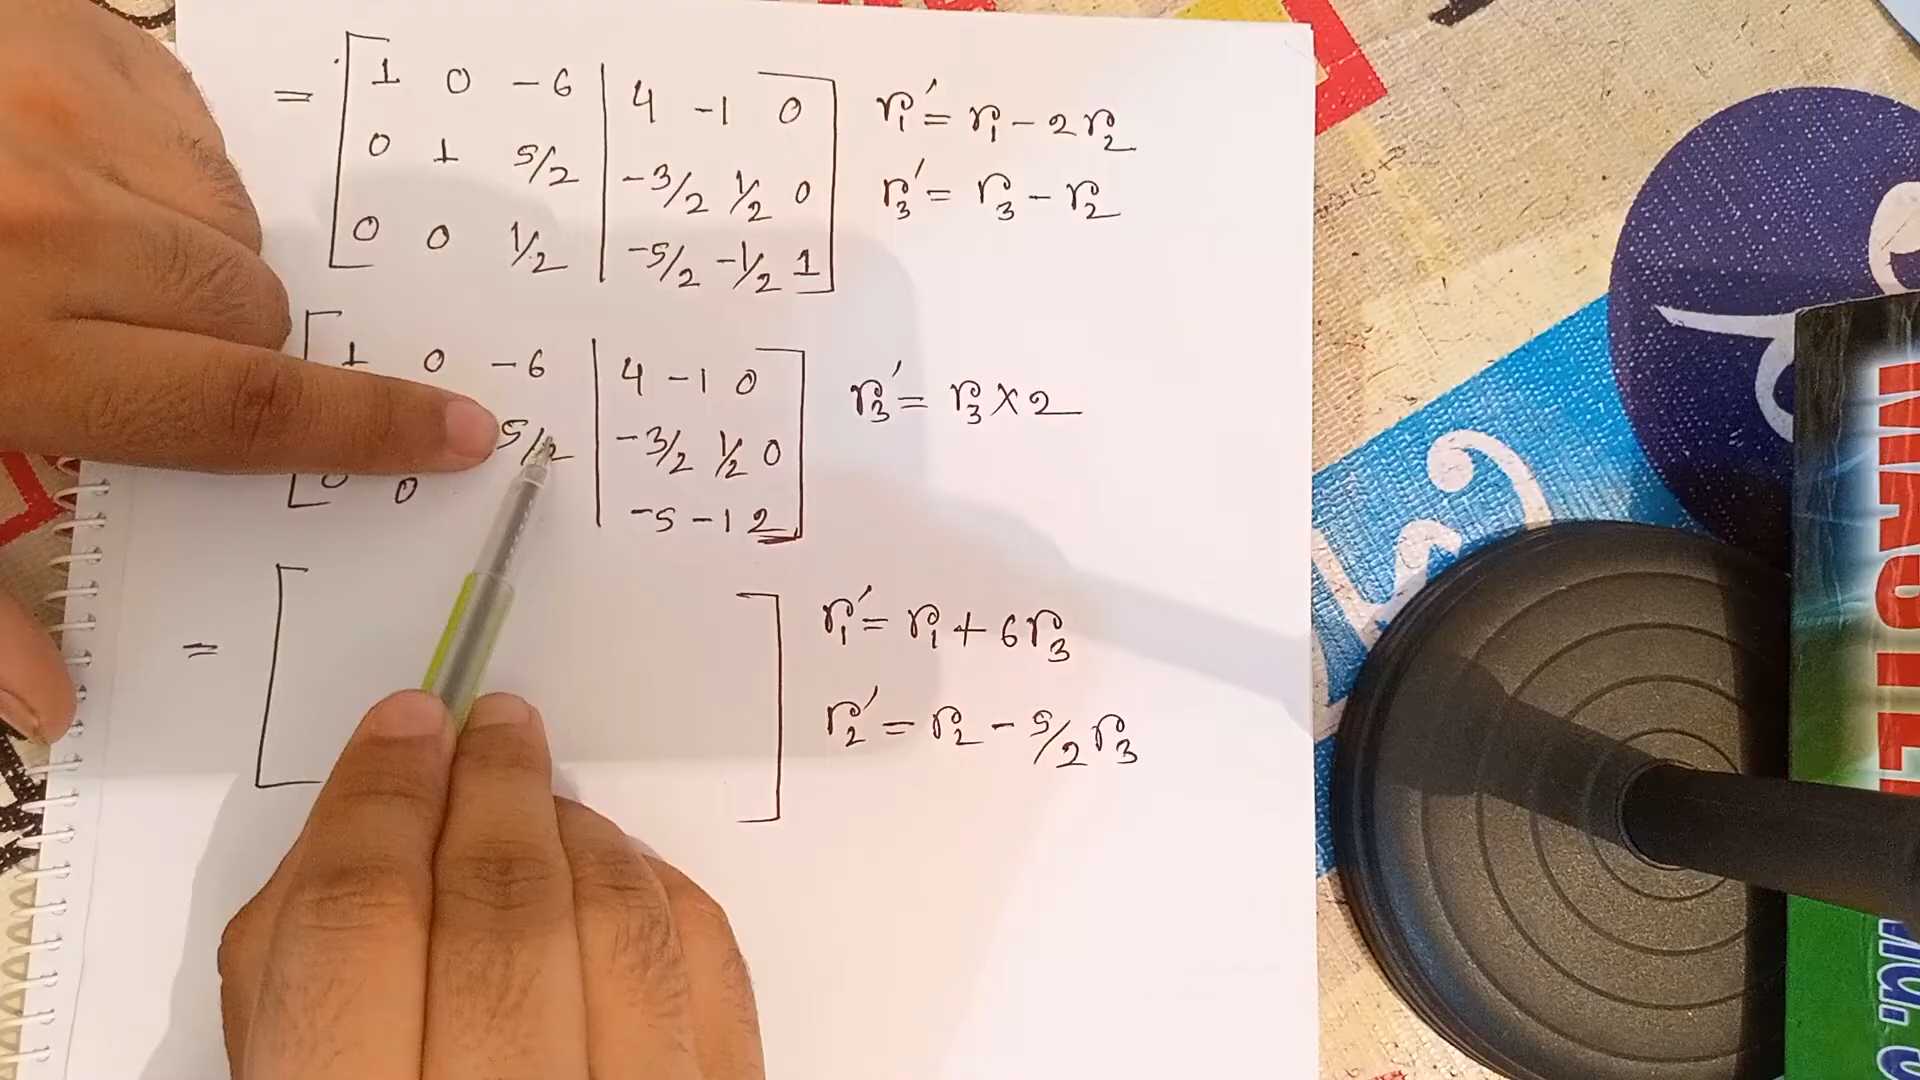 = 1 0 -6 | 4 -1 0 r₁′ = r₁ - 2r₂
0 1 5/2 | -3/2 1/2 0 r₃′ = r₃ - r₂
0 0 1/2 | -5/2 -1/2 1
1 0 -6 | 4 -1 0 r₃′ = r₃ × 2
5/2 | -3/2 1/2 0
0 0 | -5 -1 2
= r₁′ = r₁ + 6r₃
r₂′ = r₂ - 5/2 r₃